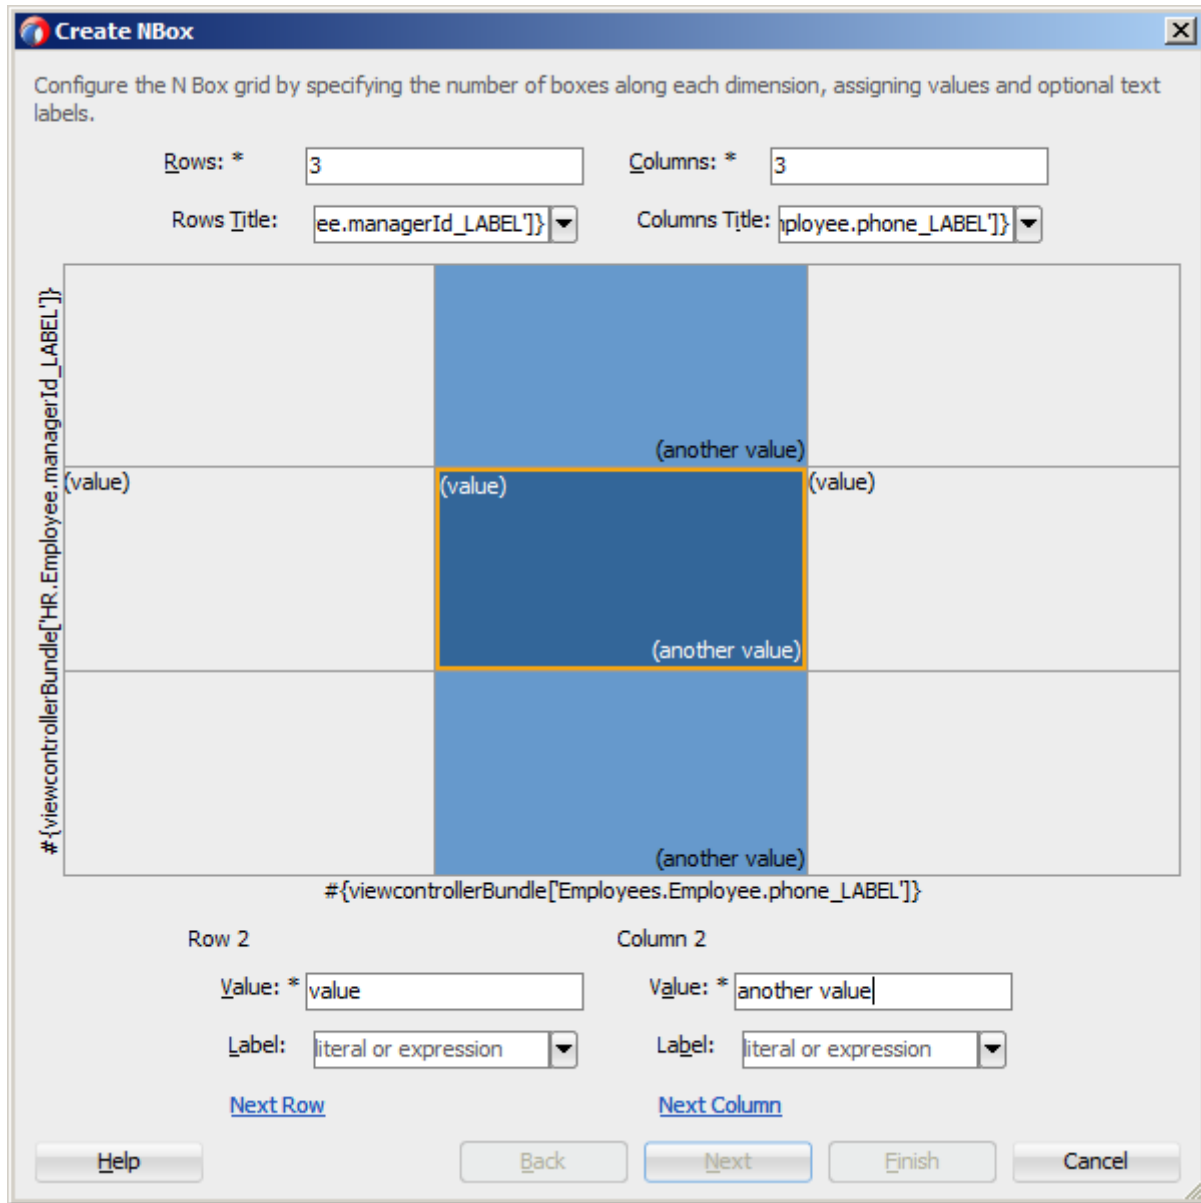 Create NBox
Configure the N Box grid by specifying the number of boxes along each dimension, assigning values and optional text
labels.
Rows: * 3 Columns: * 3
Rows Title: ee.managerId_LABEL']} Columns Title: nployee.phone_LABEL']}
#{viewcontrollerBundle['HR.Employee.managerId_LABEL']}
(another value)
(value) (value) (value)
(another value)
(another value)
#{viewcontrollerBundle['Employees.Employee.phone_LABEL']}
Row 2 Column 2
Value: * value Value: * another value
Label: literal or expression Label: literal or expression
Next Row Next Column
Help Back Next Finish Cancel